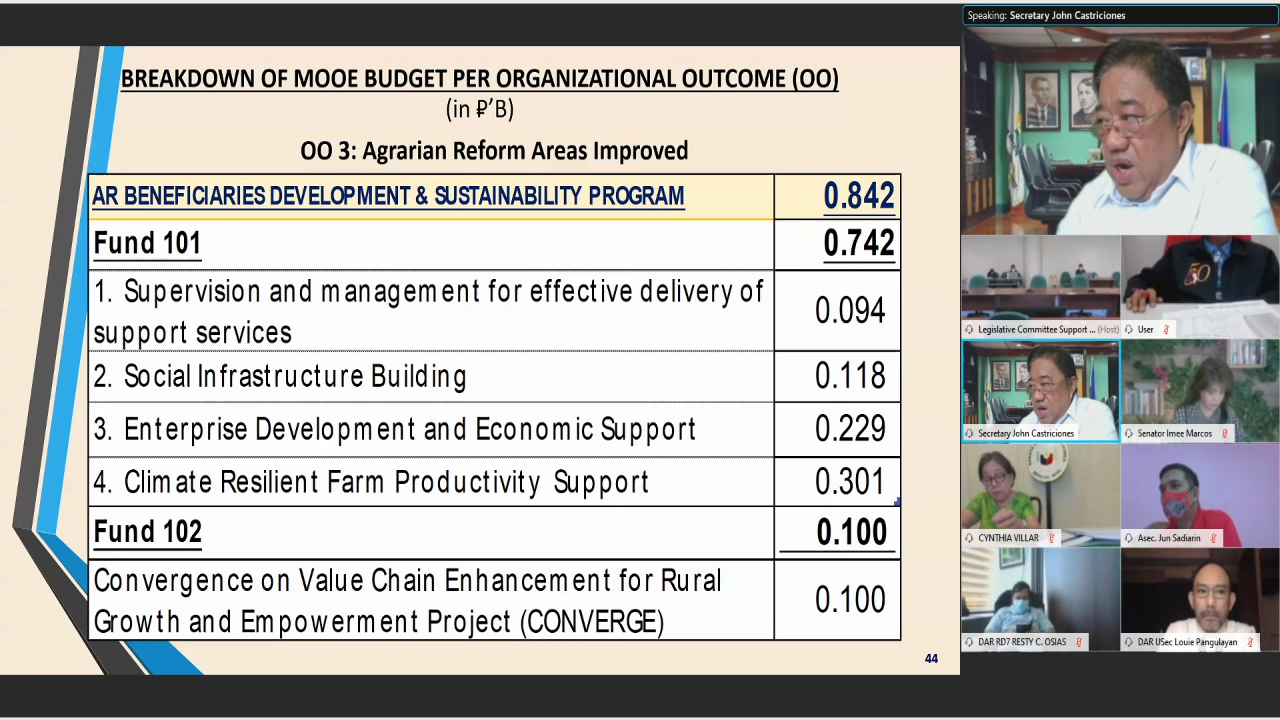 Speaking: Secretary John Castriciones
BREAKDOWN OF MOOE BUDGET PER ORGANIZATIONAL OUTCOME (OO)
(in ₽'B)
OO 3: Agrarian Reform Areas Improved
AR BENEFICIARIES DEVELOPMENT & SUSTAINABILITY PROGRAM 0.842
Fund 101 0.742
1. Supervision and management for effective delivery of
support services 0.094
2. Social Infrastructure Building 0.118
3. Enterprise Development and Economic Support 0.229
4. Climate Resilient Farm Productivity Support 0.301
Fund 102 0.100
Convergence on Value Chain Enhancement for Rural
Growth and Empowerment Project (CONVERGE) 0.100
44
Legislative Committee Support ... (Host)
User
50
Secretary John Castriciones
Senator Imee Marcos
CYNTHIA VILLAR
Asec. Jun Sadiarin
DAR RD7 RESTY C. OSIAS
DAR USec Louie Pangulayan